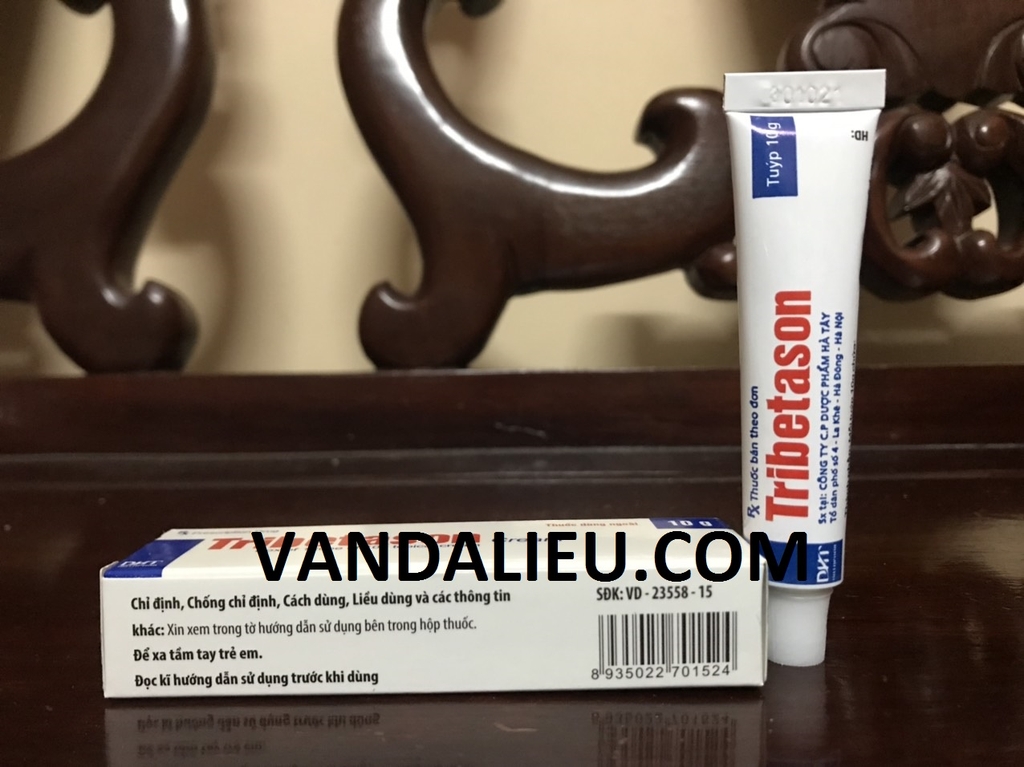 301021
HD:
Tuýp 10g
℞ Thuốc bán theo đơn
Tribetason
Sx tại: CÔNG TY C.P DƯỢC PHẨM HÀ TÂY
Tổ dân phố số 4 - La Khê - Hà Đông - Hà Nội
DHT
Thuốc dùng ngoài
10 g
Tribetason
DHT
VANDALIEU.COM
Chỉ định, Chống chỉ định, Cách dùng, Liều dùng và các thông tin
khác: Xin xem trong tờ hướng dẫn sử dụng bên trong hộp thuốc.
Để xa tầm tay trẻ em.
Đọc kĩ hướng dẫn sử dụng trước khi dùng
SĐK: VD - 23558 - 15
8 935022 701524